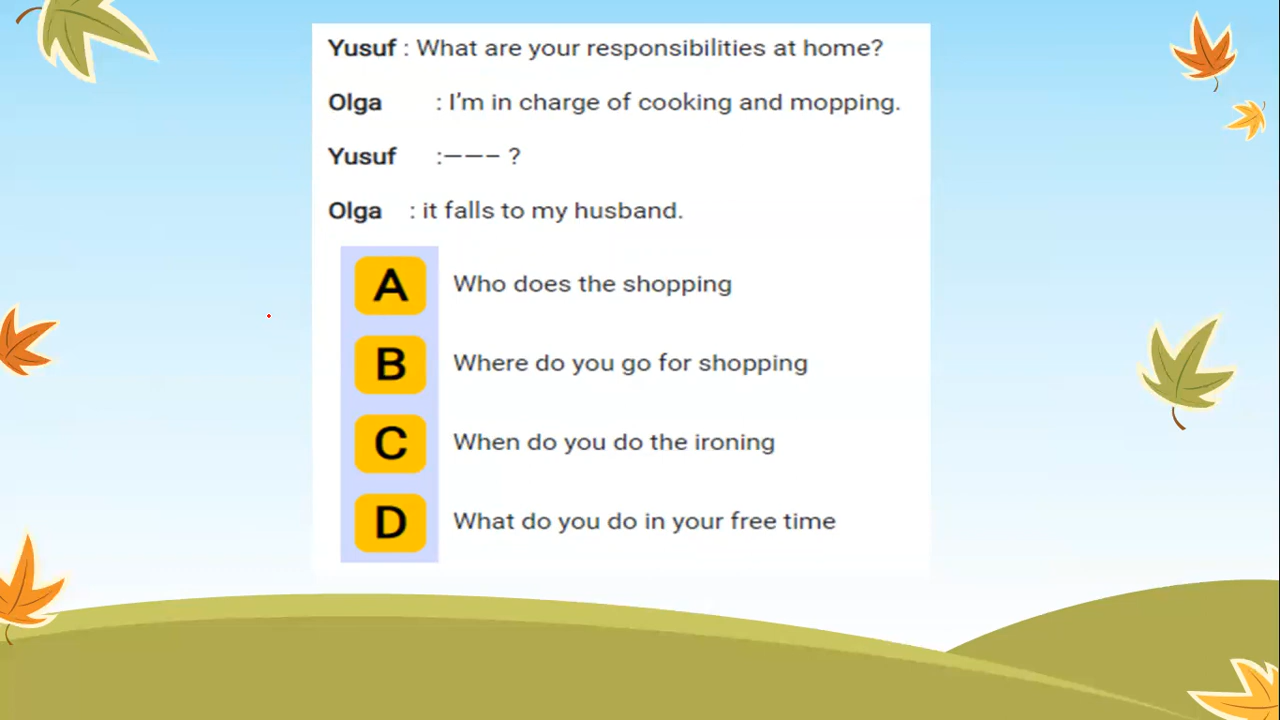 Yusuf : What are your responsibilities at home?
Olga : I'm in charge of cooking and mopping.
Yusuf :––– ?
Olga : it falls to my husband.
A Who does the shopping
B Where do you go for shopping
C When do you do the ironing
D What do you do in your free time